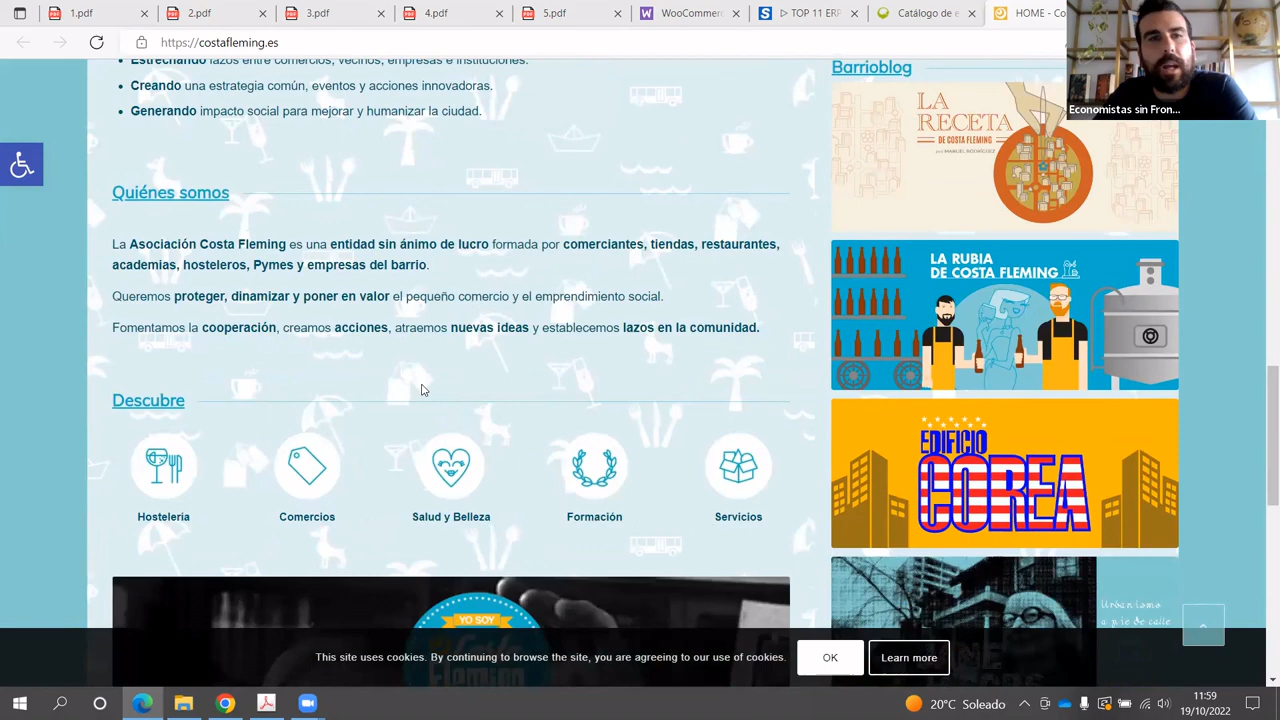 1.pdf
2.pdf
3.pdf
4.pdf
5.pdf
WooCommerc
TOP 11 ERP
Catálogo de e
HOME - Co
https://costafleming.es
Economistas sin Fron...
Estrechando lazos entre comercios, vecinos, empresas e instituciones.
Creando una estrategia común, eventos y acciones innovadoras.
Generando impacto social para mejorar y humanizar la ciudad.
Quiénes somos
La Asociación Costa Fleming es una entidad sin ánimo de lucro formada por comerciantes, tiendas, restaurantes,
academias, hosteleros, Pymes y empresas del barrio.
Queremos proteger, dinamizar y poner en valor el pequeño comercio y el emprendimiento social.
Fomentamos la cooperación, creamos acciones, atraemos nuevas ideas y establecemos lazos en la comunidad.
Descubre
Hostelería
Comercios
Salud y Belleza
Formación
Servicios
YO SOY
Barrioblog
LA
RECETA
DE COSTA FLEMING
por MANUEL RODRÍGUEZ
LA RUBIA
DE COSTA FLEMING
EDIFICIO
COREA
Urbanismo
a pie de calle
This site uses cookies. By continuing to browse the site, you are agreeing to our use of cookies.
OK
Learn more
20°C Soleado
11:59
19/10/2022